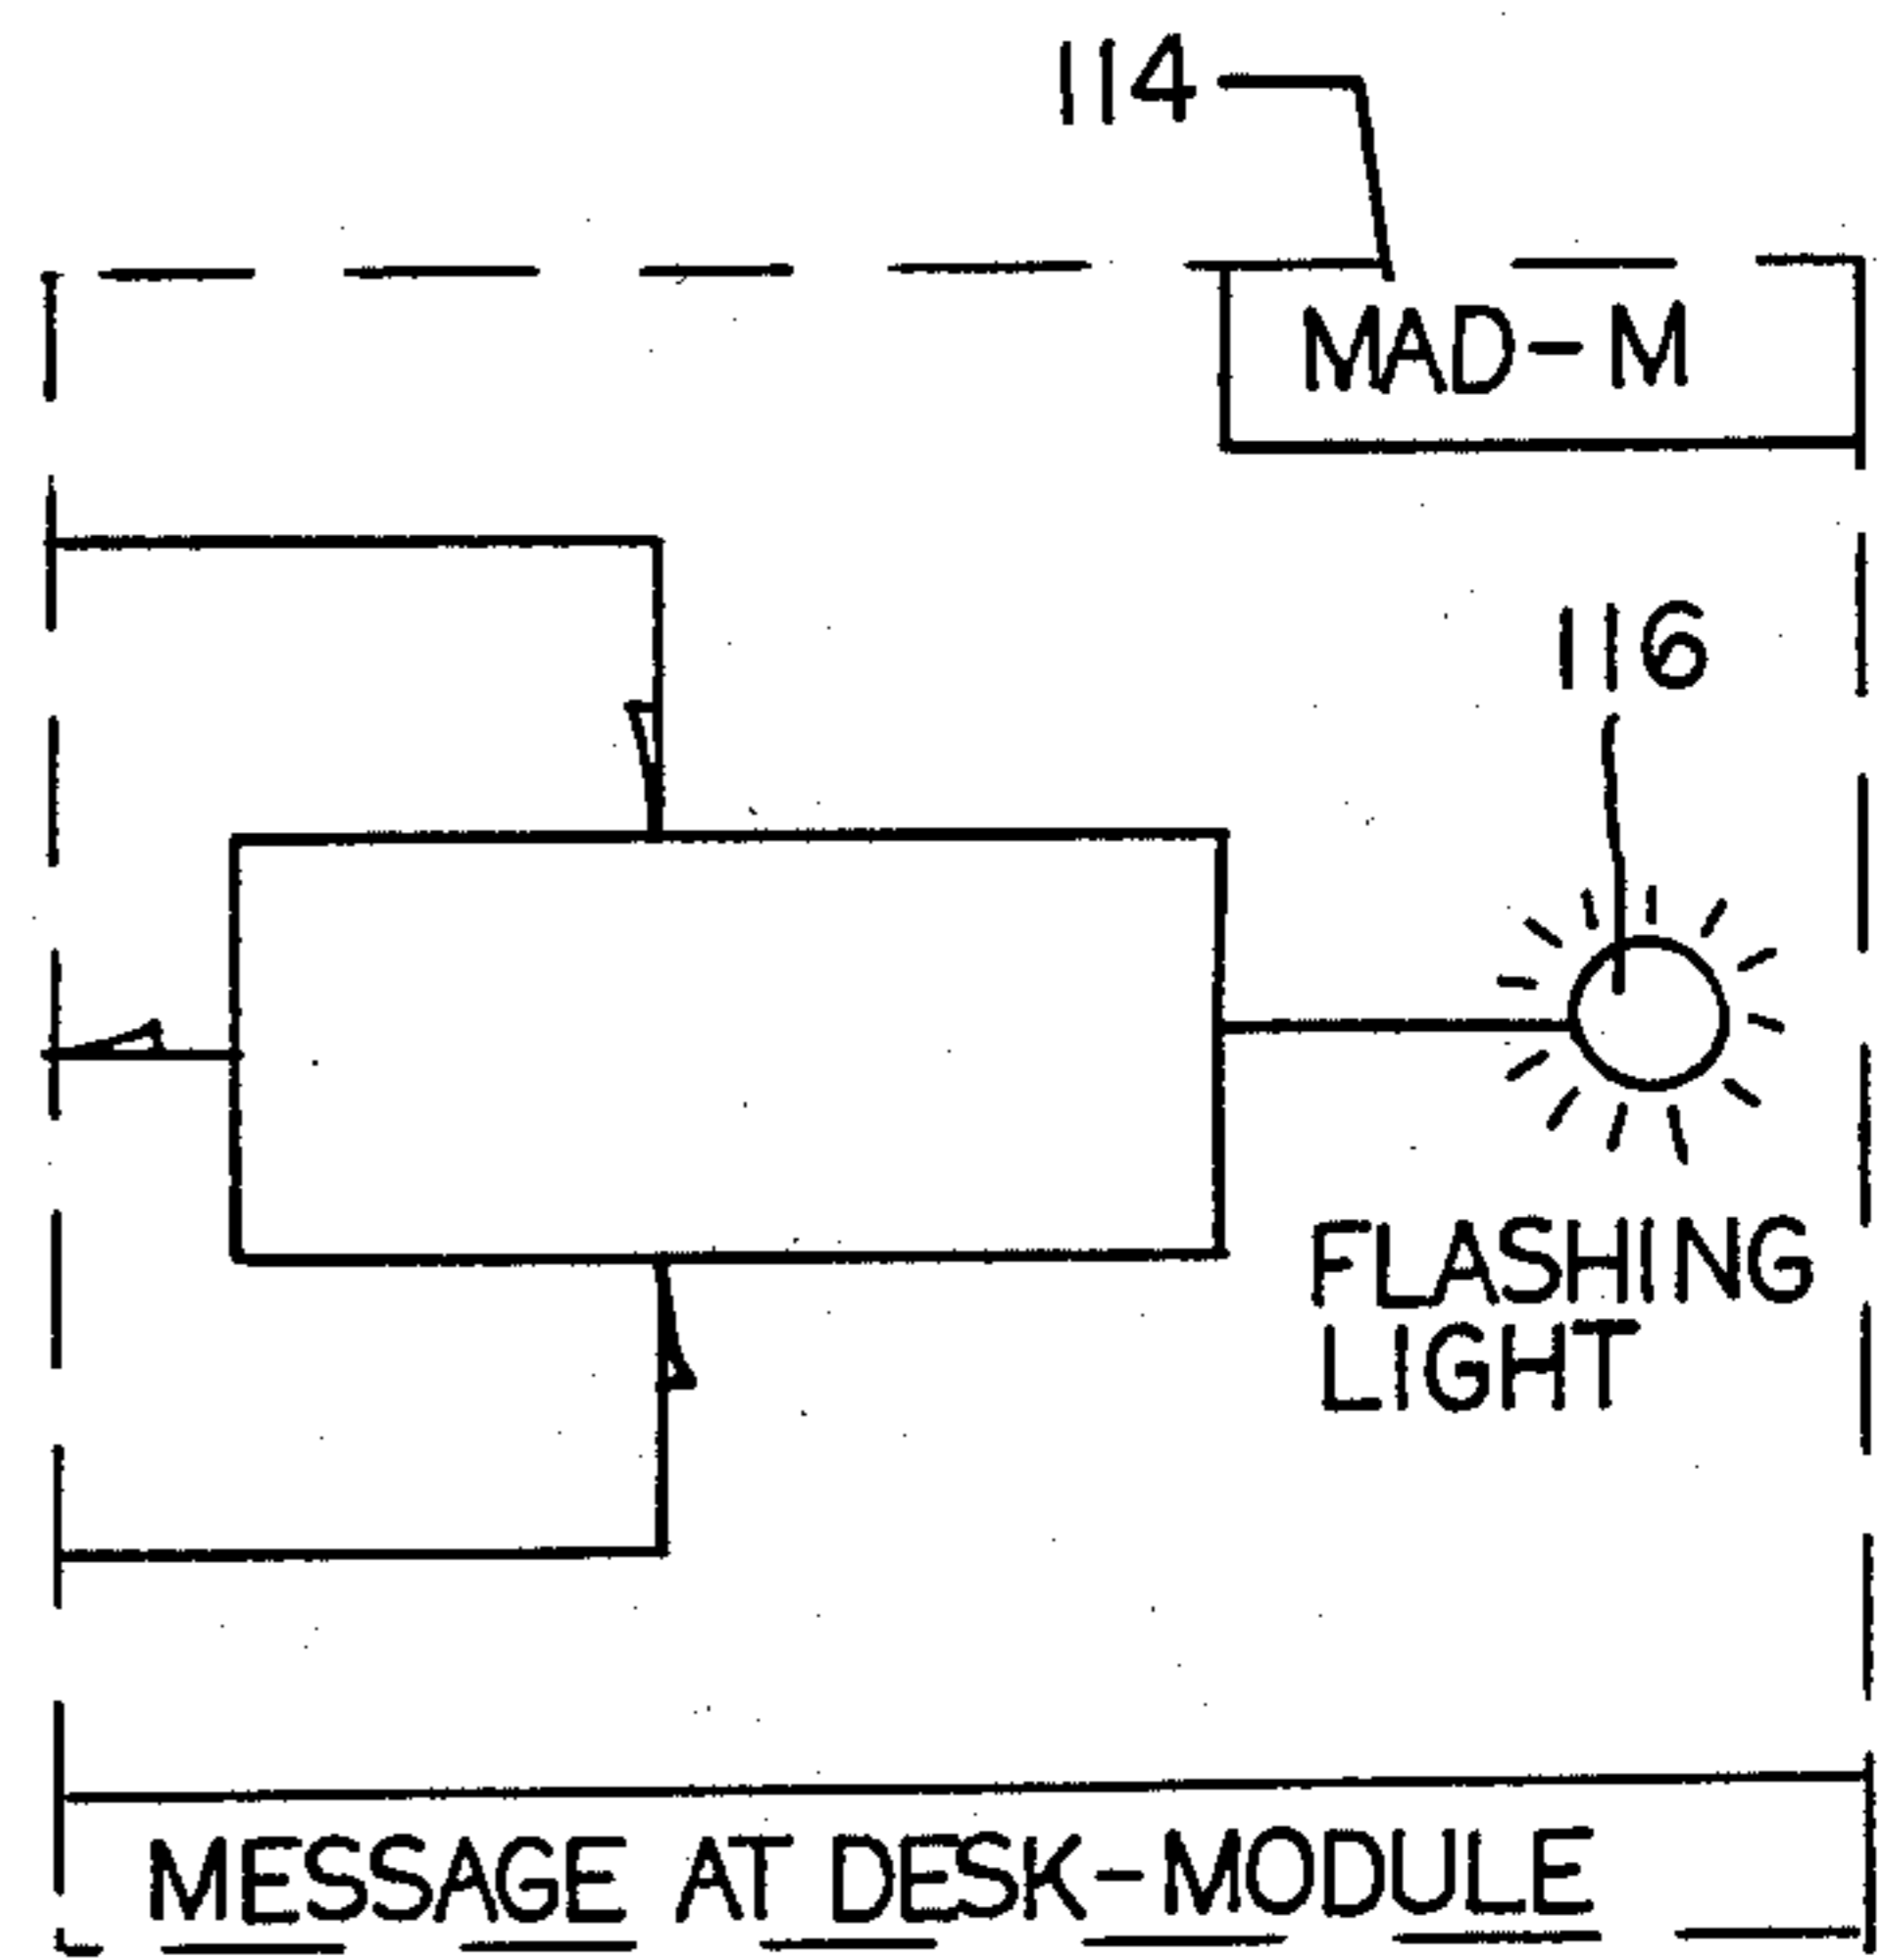 114
MAD-M
116
FLASHING
LIGHT
MESSAGE AT DESK-MODULE